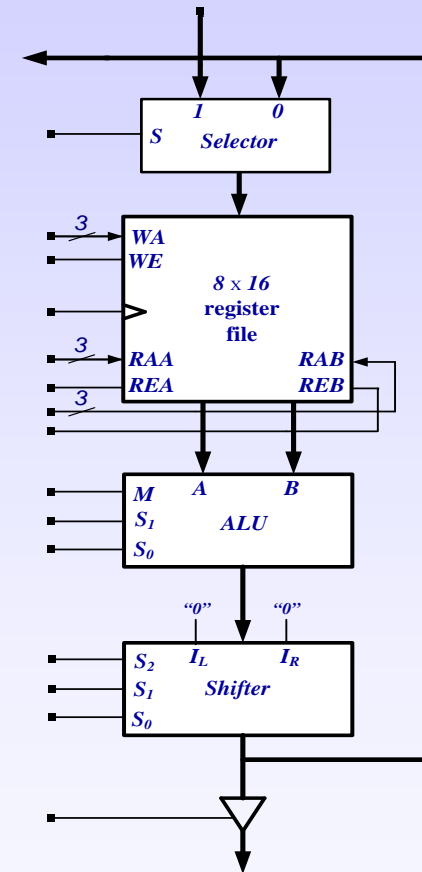 1 0
S Selector
3
WA
WE
8 x 16
register
file
3
RAA RAB
REA REB
3
M A B
S1 ALU
S0
“0” “0”
S2 IL IR
S1 Shifter
S0